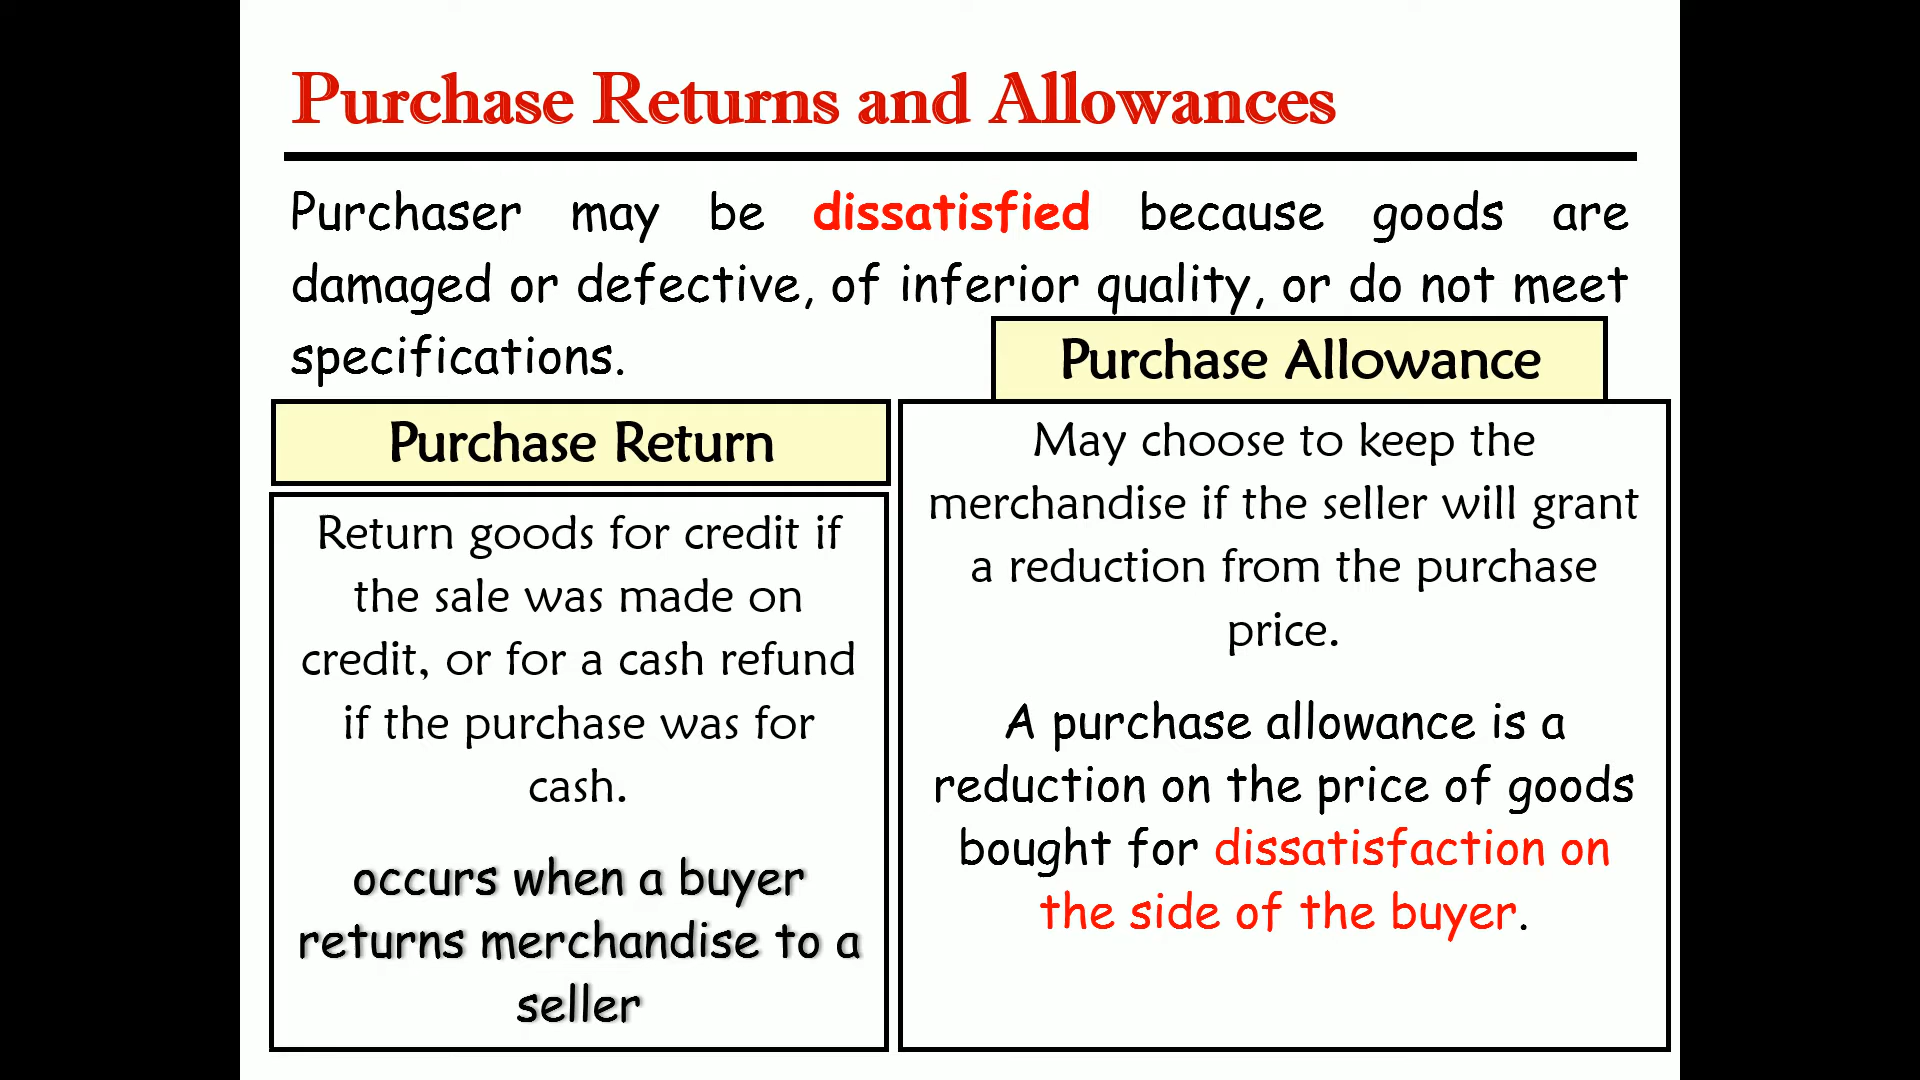 Purchase Returns and Allowances
Purchaser may be dissatisfied because goods are
damaged or defective, of inferior quality, or do not meet
specifications.
Purchase Return
Return goods for credit if
the sale was made on
credit, or for a cash refund
if the purchase was for
cash.
occurs when a buyer
returns merchandise to a
seller
Purchase Allowance
May choose to keep the
merchandise if the seller will grant
a reduction from the purchase
price.
A purchase allowance is a
reduction on the price of goods
bought for dissatisfaction on
the side of the buyer.